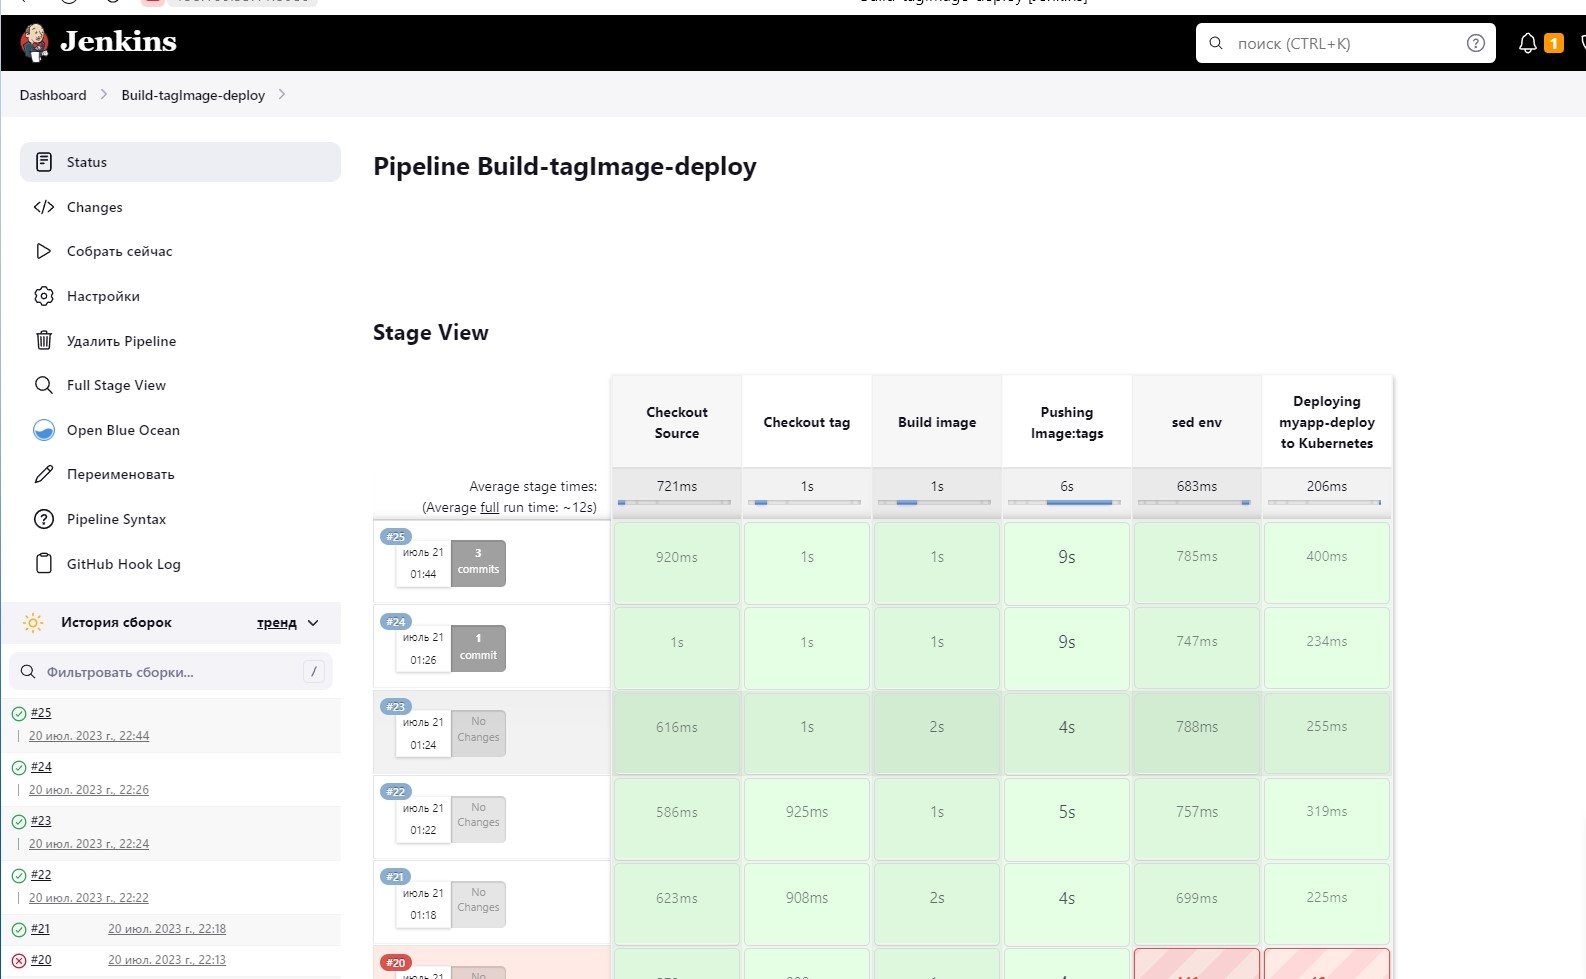 Build-tagImage-deploy [Jenkins]
Jenkins
поиск (CTRL+K)
1
Dashboard
Build-tagImage-deploy
Status
Changes
Собрать сейчас
Настройки
Удалить Pipeline
Full Stage View
Open Blue Ocean
Переименовать
Pipeline Syntax
GitHub Hook Log
История сборок
тренд
Фильтровать сборки...
/
#25
20 июл. 2023 г., 22:44
#24
20 июл. 2023 г., 22:26
#23
20 июл. 2023 г., 22:24
#22
20 июл. 2023 г., 22:22
#21 20 июл. 2023 г., 22:18
#20 20 июл. 2023 г., 22:13
Pipeline Build-tagImage-deploy
Stage View
Checkout
Source
Checkout tag
Build image
Pushing
Image:tags
sed env
Deploying
myapp-deploy
to Kubernetes
Average stage times:
(Average full run time: ~12s)
721ms 1s 1s 6s 683ms 206ms
#25
июль 21
01:44
3
commits
920ms 1s 1s 9s 785ms 400ms
#24
июль 21
01:26
1
commit
1s 1s 1s 9s 747ms 234ms
#23
июль 21
01:24
No
Changes
616ms 1s 2s 4s 788ms 255ms
#22
июль 21
01:22
No
Changes
586ms 925ms 1s 5s 757ms 319ms
#21
июль 21
01:18
No
Changes
623ms 908ms 2s 4s 699ms 225ms
#20
июль 21
No